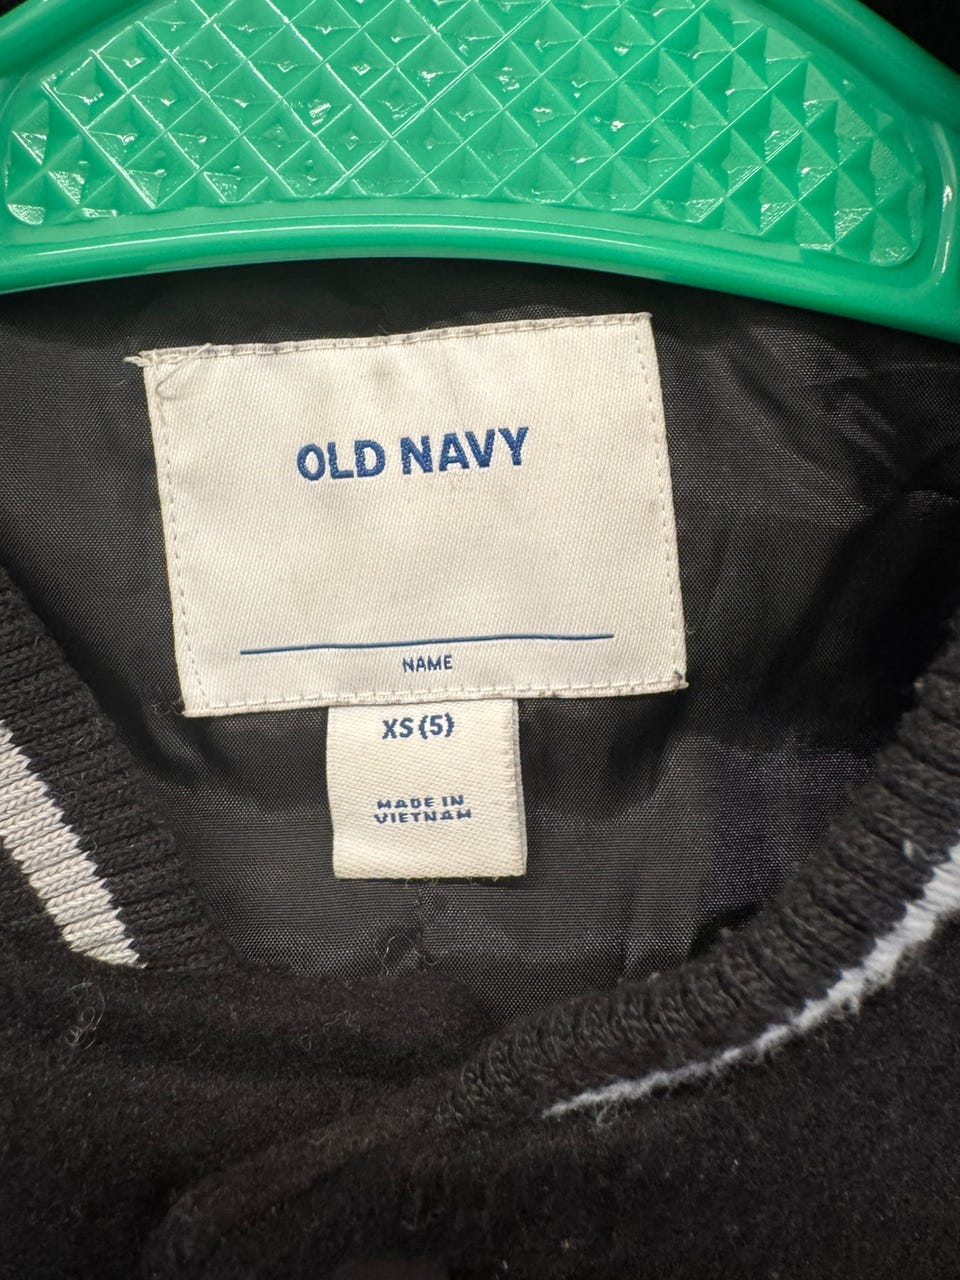 OLD NAVY
NAME
XS (5)
MADE IN
VIETNAM